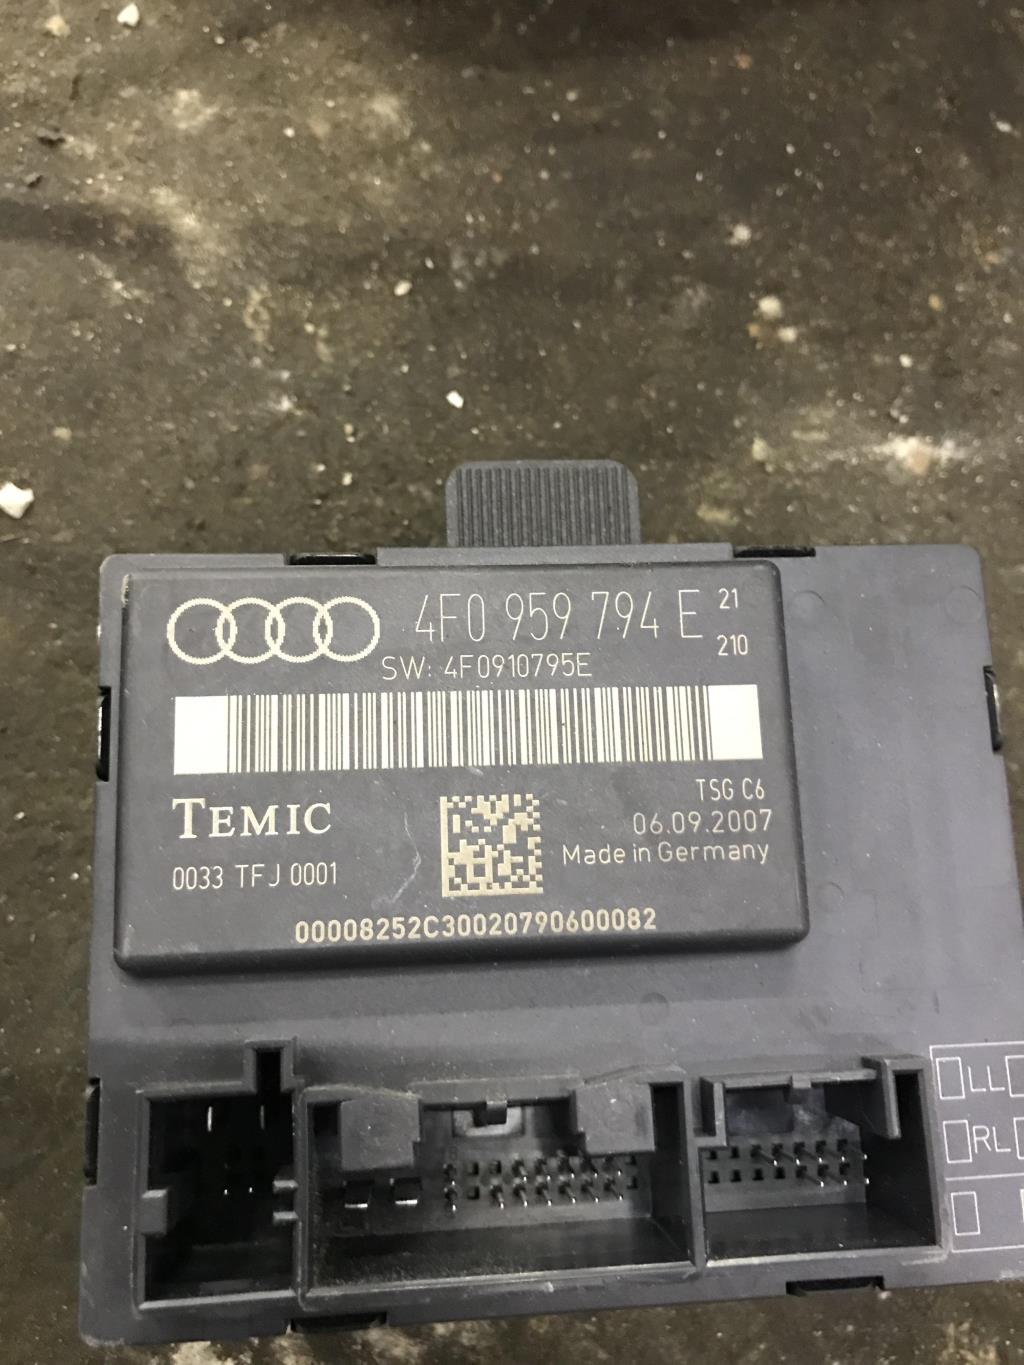 4F0 959 794 E 21
210
SW: 4F0910795E
TEMIC
TSG C6
06.09.2007
Made in Germany
0033 TFJ 0001
00008252C30020790600082
LL
RL